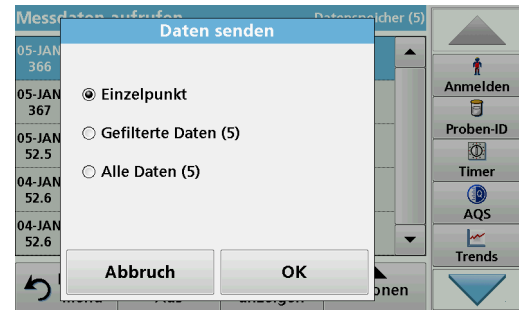 Messdaten aufrufen Datenspeicher (5)
Daten senden
05-JAN
366
05-JAN
367
05-JAN
52.5
04-JAN
52.6
04-JAN
52.6
Einzelpunkt
Gefilterte Daten (5)
Alle Daten (5)
Abbruch OK
Anmelden
Proben-ID
Timer
AQS
Trends